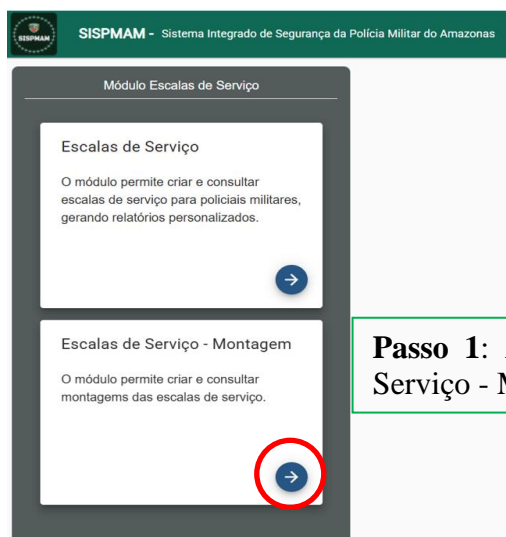 SISPMAM
SISPMAM - Sistema Integrado de Segurança da Polícia Militar do Amazonas
Módulo Escalas de Serviço
Escalas de Serviço
O módulo permite criar e consultar
escalas de serviço para policiais militares,
gerando relatórios personalizados.
Escalas de Serviço - Montagem
O módulo permite criar e consultar
montagems das escalas de serviço.
Passo 1:
Serviço -